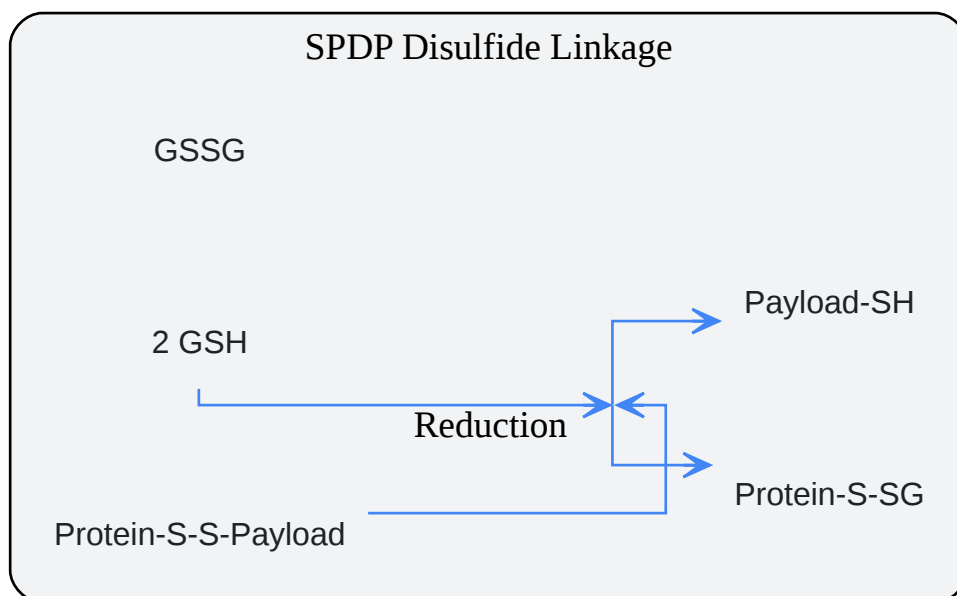 SPDP Disulfide Linkage
GSSG
Payload-SH
2 GSH
Reduction
Protein-S-SG
Protein-S-S-Payload